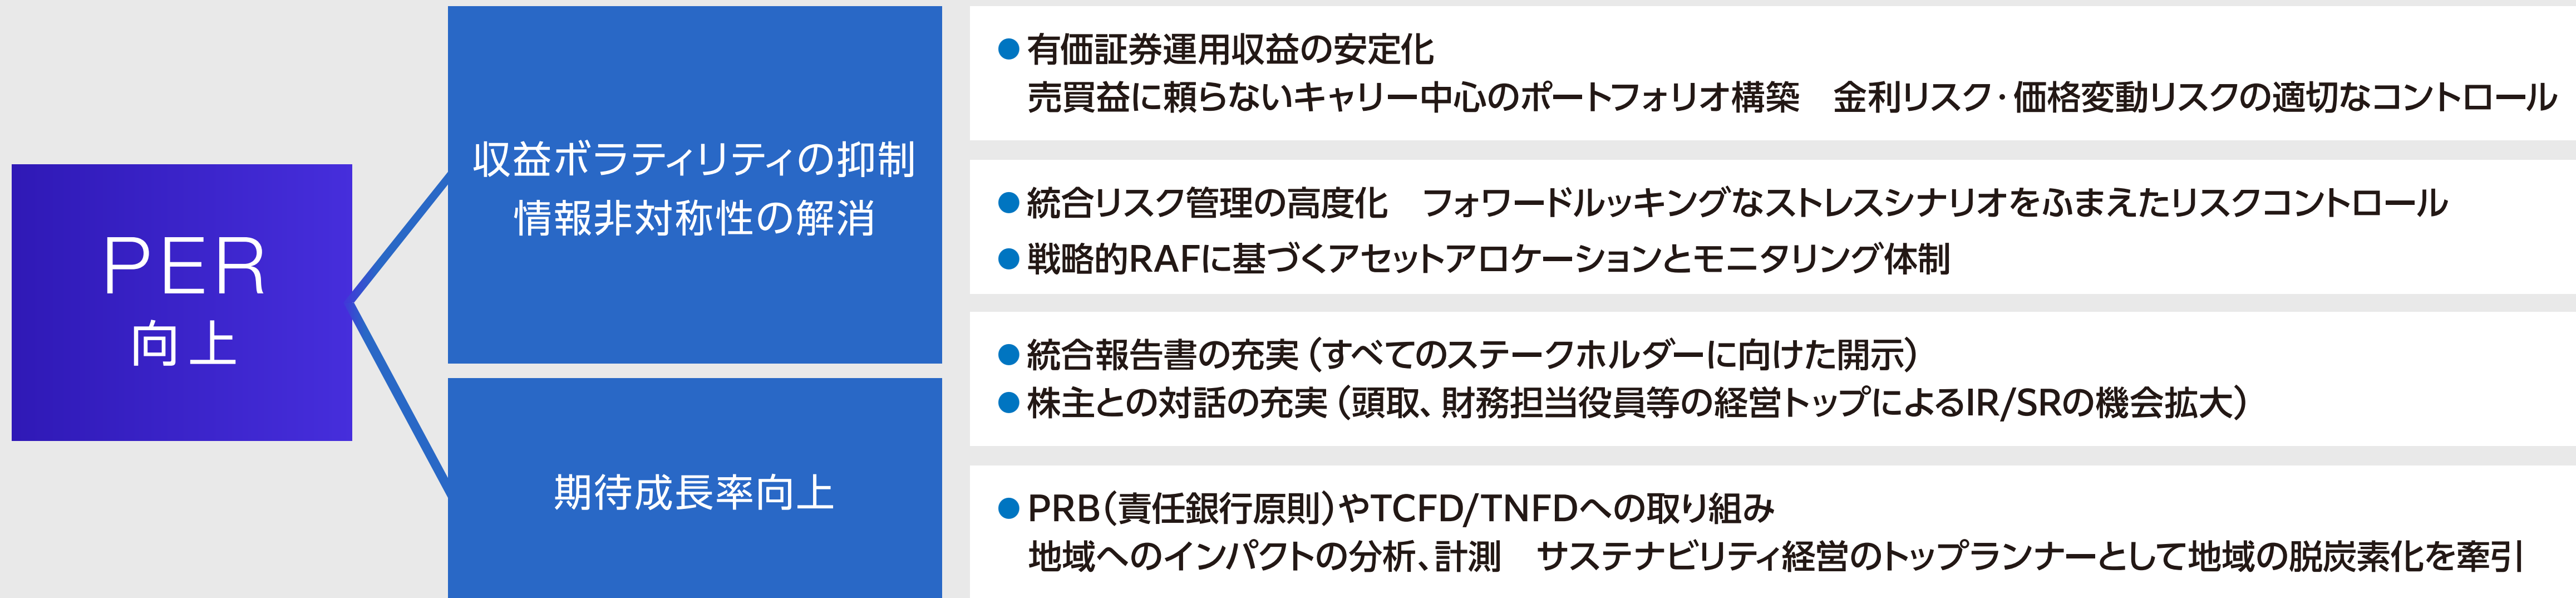 PER
向上
収益ボラティリティの抑制
情報非対称性の解消
期待成長率向上
●有価証券運用収益の安定化
売買益に頼らないキャリー中心のポートフォリオ構築　金利リスク・価格変動リスクの適切なコントロール
●統合リスク管理の高度化　フォワードルッキングなストレスシナリオをふまえたリスクコントロール
●戦略的RAFに基づくアセットアロケーションとモニタリング体制
●統合報告書の充実（すべてのステークホルダーに向けた開示）
●株主との対話の充実（頭取、財務担当役員等の経営トップによるIR/SRの機会拡大）
●PRB（責任銀行原則）やTCFD/TNFDへの取り組み
地域へのインパクトの分析、計測　サステナビリティ経営のトップランナーとして地域の脱炭素化を牽引